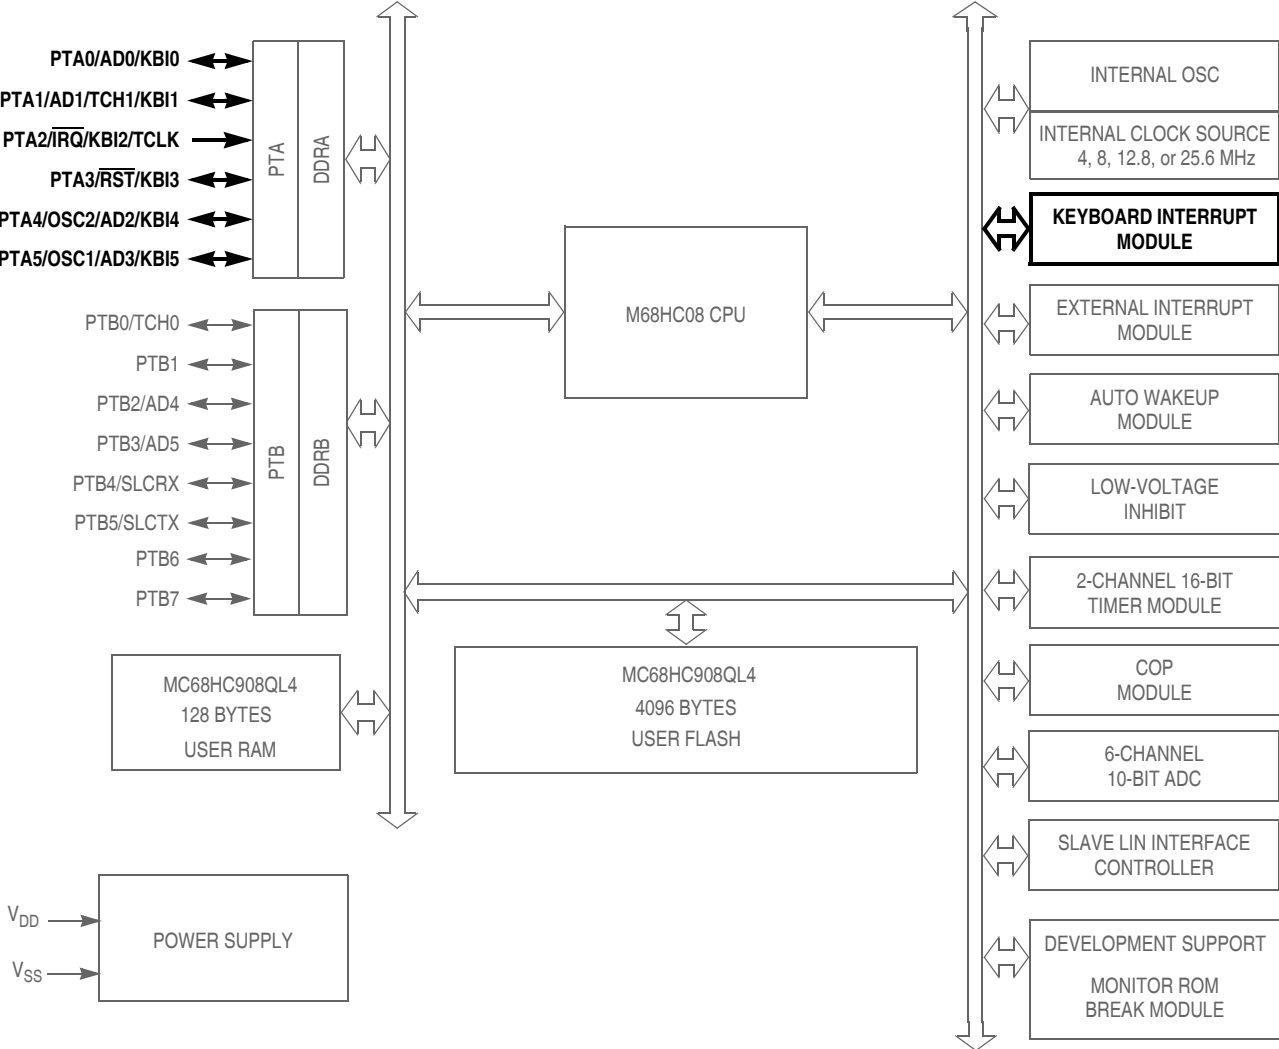 PTA0/AD0/KBI0
PTA1/AD1/TCH1/KBI1
PTA2/IRQ/KBI2/TCLK
PTA3/RST/KBI3
PTA4/OSC2/AD2/KBI4
PTA5/OSC1/AD3/KBI5
PTA
DDRA
PTB0/TCH0
PTB1
PTB2/AD4
PTB3/AD5
PTB4/SLCRX
PTB5/SLCTX
PTB6
PTB7
PTB
DDRB
M68HC08 CPU
MC68HC908QL4
128 BYTES
USER RAM
MC68HC908QL4
4096 BYTES
USER FLASH
VDD
VSS
POWER SUPPLY
INTERNAL OSC
INTERNAL CLOCK SOURCE
4, 8, 12.8, or 25.6 MHz
KEYBOARD INTERRUPT
MODULE
EXTERNAL INTERRUPT
MODULE
AUTO WAKEUP
MODULE
LOW-VOLTAGE
INHIBIT
2-CHANNEL 16-BIT
TIMER MODULE
COP
MODULE
6-CHANNEL
10-BIT ADC
SLAVE LIN INTERFACE
CONTROLLER
DEVELOPMENT SUPPORT
MONITOR ROM
BREAK MODULE